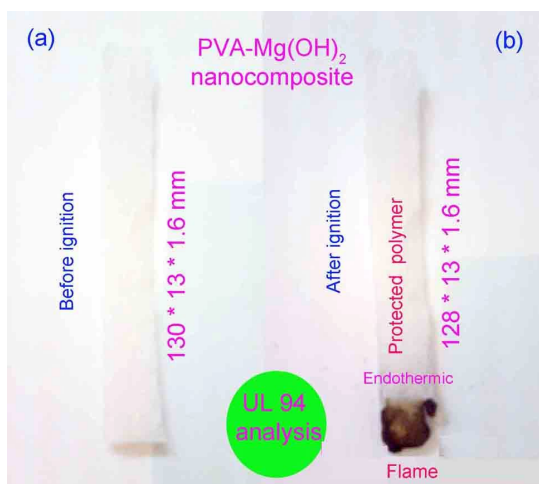 (a)
PVA-Mg(OH)2
nanocomposite
(b)
Before ignition
130 * 13 * 1.6 mm
After ignition
Protected polymer
128 * 13 * 1.6 mm
Endothermic
UL 94
analysis
Flame